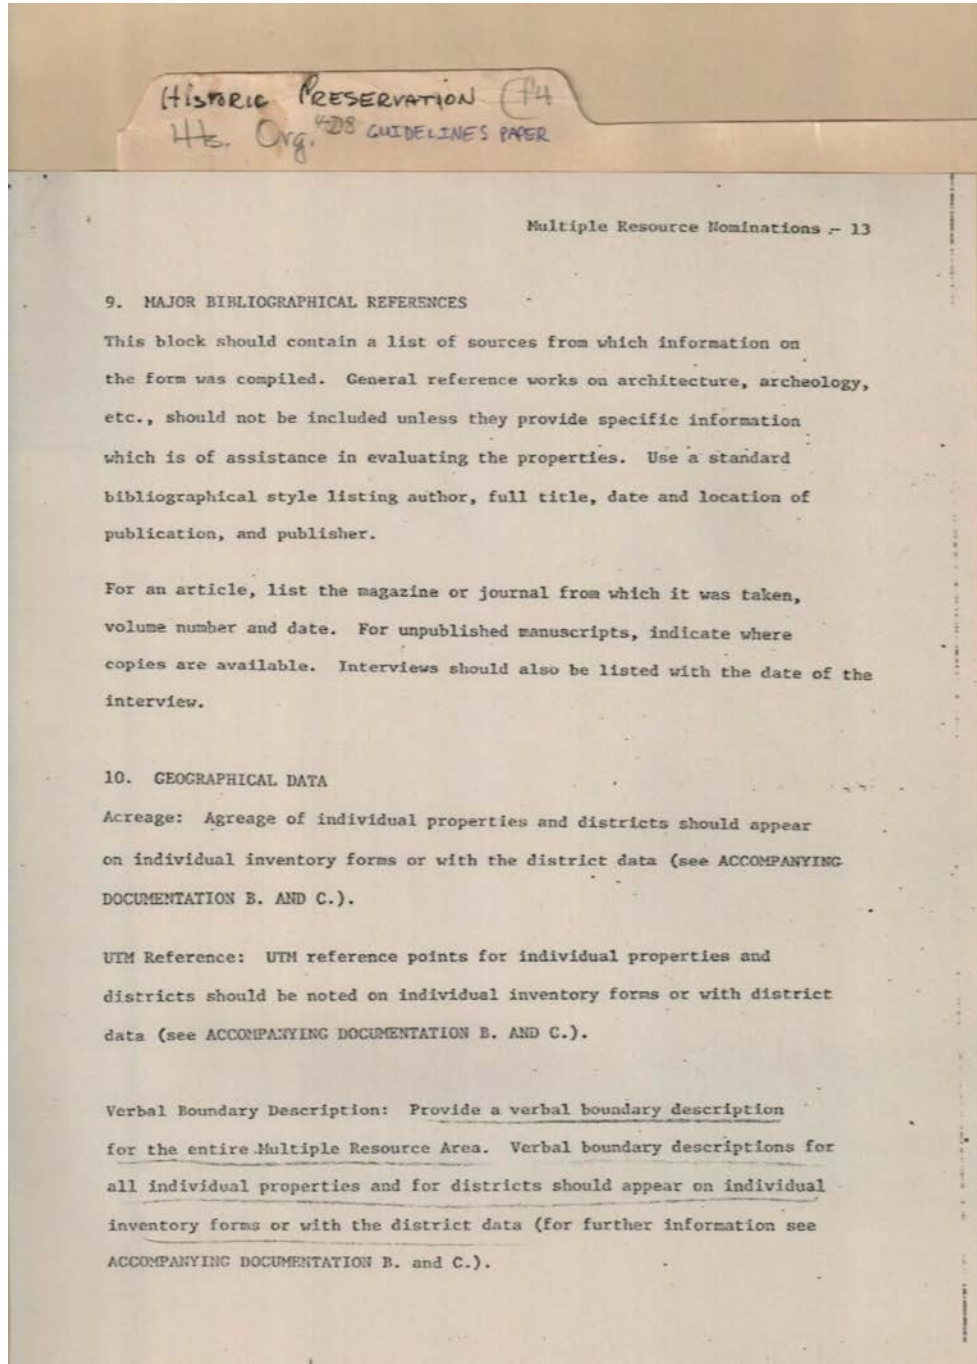 Historic Preservation
Org. GUIDELINES PAPER
Multiple Resource Nominations - 13
9. MAJOR BIBLIOGRAPHICAL REFERENCES
This block should contain a list of sources from which information on
the form was compiled. General reference works on architecture, archeology,
etc., should not be included unless they provide specific information
which is of assistance in evaluating the properties. Use a standard
bibliographical style listing author, full title, date and location of
publication, and publisher.
For an article, list the magazine or journal from which it was taken,
volume number and date. For unpublished manuscripts, indicate where
copies are available. Interviews should also be listed with the date of the
interview.
10. GEOGRAPHICAL DATA
Acreage: Agreage of individual properties and districts should appear
on individual inventory forms or with the district data (see ACCOMPANYING
DOCUMENTATION B. AND C.).
UTM Reference: UTM reference points for individual properties and
districts should be noted on individual inventory forms or with district
data (see ACCOMPANYING DOCUMENTATION B. AND C.).
Verbal Boundary Description: Provide a verbal boundary description
for the entire Multiple Resource Area. Verbal boundary descriptions for
all individual properties and for districts should appear on individual
inventory forms or with the district data (for further information see
ACCOMPANYING DOCUMENTATION B. and C.).